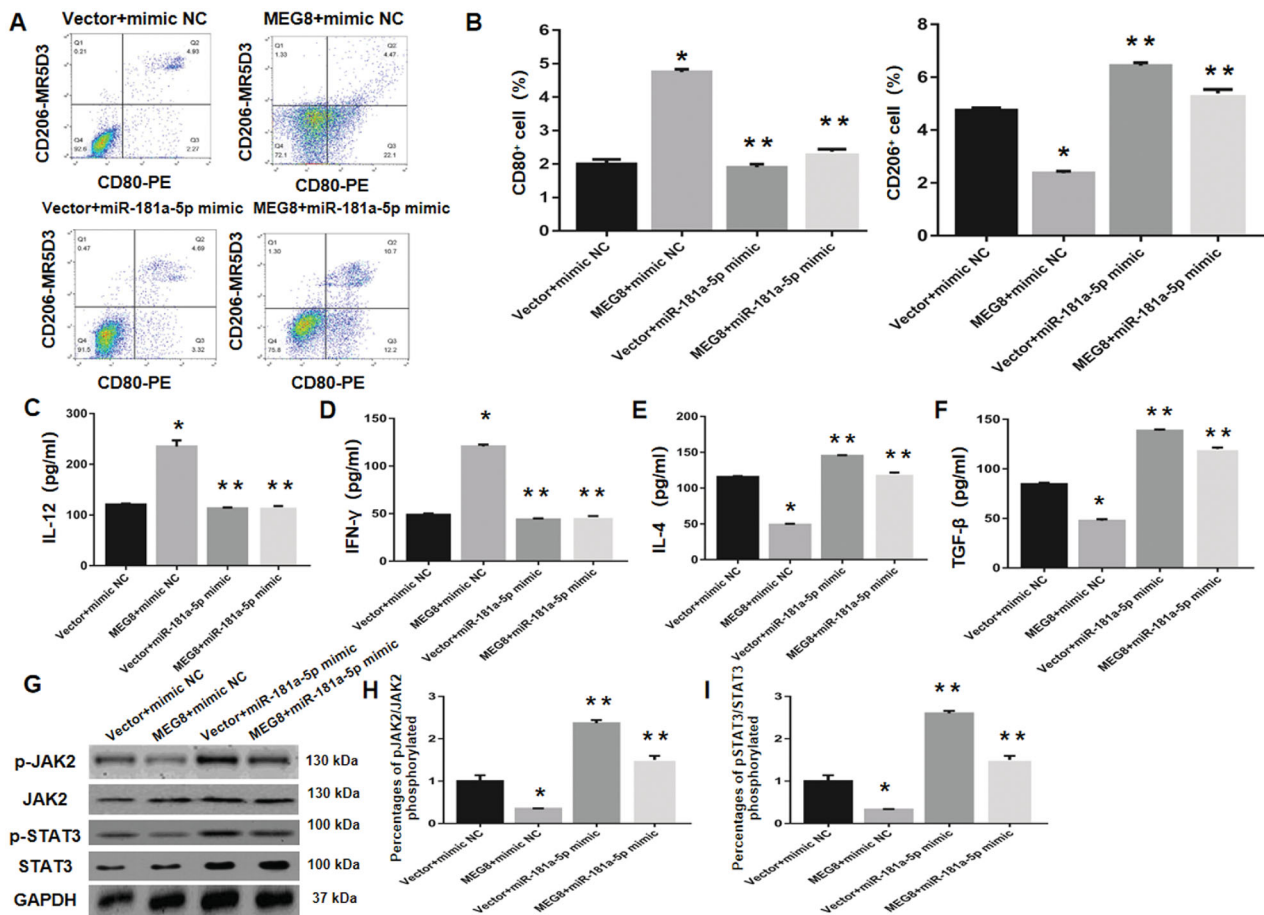 A
Vector+mimic NC
MEG8+mimic NC
CD206-MR5D3
Q1
0.21
Q2
4.93
Q4
92.6
Q3
2.27
CD80-PE
CD206-MR5D3
Q1
1.33
Q2
4.47
Q4
72.1
Q3
22.1
CD80-PE
Vector+miR-181a-5p mimic
MEG8+miR-181a-5p mimic
CD206-MR5D3
Q1
0.47
Q2
4.69
Q4
91.5
Q3
3.32
CD80-PE
CD206-MR5D3
Q1
1.30
Q2
10.7
Q4
75.8
Q3
12.2
CD80-PE
B
CD80+ cell (%)
6
5
4
3
2
1
0
*
**
**
Vector+mimic NC
MEG8+mimic NC
Vector+miR-181a-5p mimic
MEG8+miR-181a-5p mimic
CD206+ cell (%)
8
6
4
2
0
*
**
**
Vector+mimic NC
MEG8+mimic NC
Vector+miR-181a-5p mimic
MEG8+miR-181a-5p mimic
C
IL-12 (pg/ml)
300
200
100
0
*
**
**
Vector+mimic NC
MEG8+mimic NC
Vector+miR-181a-5p mimic
MEG8+miR-181a-5p mimic
D
IFN-γ (pg/ml)
150
100
50
0
*
**
**
Vector+mimic NC
MEG8+mimic NC
Vector+miR-181a-5p mimic
MEG8+miR-181a-5p mimic
E
IL-4 (pg/ml)
200
150
100
50
0
*
**
**
Vector+mimic NC
MEG8+mimic NC
Vector+miR-181a-5p mimic
MEG8+miR-181a-5p mimic
F
TGF-β (pg/ml)
150
100
50
0
*
**
**
Vector+mimic NC
MEG8+mimic NC
Vector+miR-181a-5p mimic
MEG8+miR-181a-5p mimic
G
Vector+mimic NC
MEG8+mimic NC
Vector+miR-181a-5p mimic
MEG8+miR-181a-5p mimic
p-JAK2
130 kDa
JAK2
130 kDa
p-STAT3
100 kDa
STAT3
100 kDa
GAPDH
37 kDa
H
Percentages of pJAK2/JAK2
phosphorylated
3
2
1
0
*
**
**
Vector+mimic NC
MEG8+mimic NC
Vector+miR-181a-5p mimic
MEG8+miR-181a-5p mimic
I
Percentages of pSTAT3/STAT3
phosphorylated
3
2
1
0
*
**
**
Vector+mimic NC
MEG8+mimic NC
Vector+miR-181a-5p mimic
MEG8+miR-181a-5p mimic